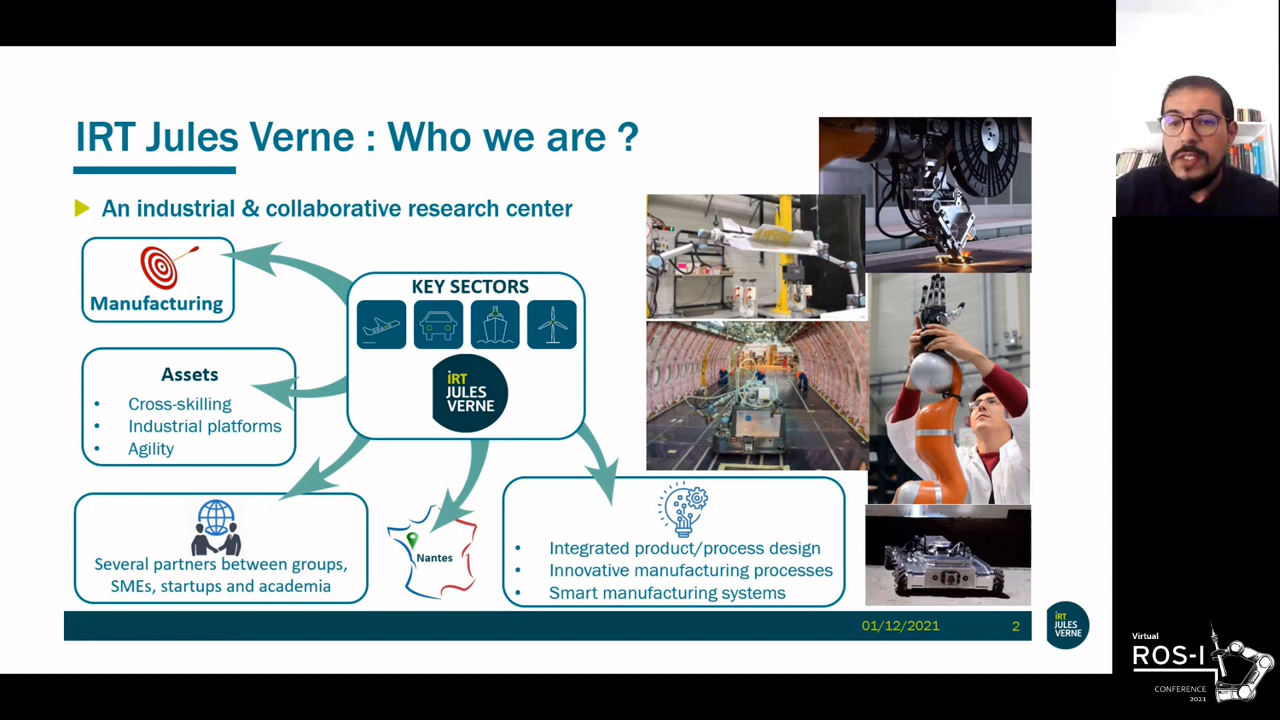 IRT Jules Verne : Who we are ?
An industrial & collaborative research center
Manufacturing
KEY SECTORS
iRT
JULES
VERNE
Assets
• Cross-skilling
• Industrial platforms
• Agility
Several partners between groups,
SMEs, startups and academia
Nantes
• Integrated product/process design
• Innovative manufacturing processes
• Smart manufacturing systems
01/12/2021
2
iRT
JULES
VERNE
Virtual
ROS-I
CONFERENCE
2021